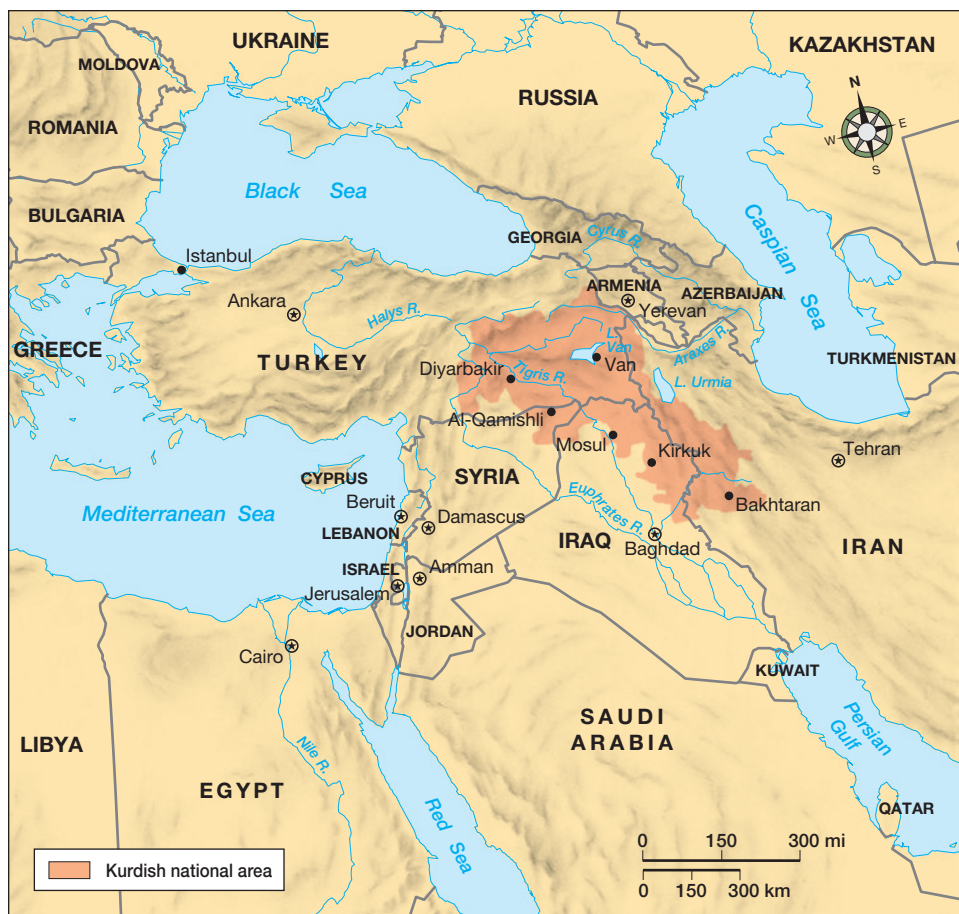 UKRAINE
KAZAKHSTAN
MOLDOVA
RUSSIA
N
ROMANIA
E
W
S
Black Sea
BULGARIA
Caspian Sea
GEORGIA
Cyrus R.
Istanbul
ARMENIA
AZERBAIJAN
Ankara
Yerevan
Halys R.
GREECE
L.
Van
Araxes R.
TURKEY
Van
TURKMENISTAN
Diyarbakir
Tigris R.
L. Urmia
Al-Qamishli
Mosul
Kirkuk
Tehran
CYPRUS
SYRIA
Beruit
Bakhtaran
Mediterranean Sea
Euphrates R.
Damascus
LEBANON
IRAQ
Baghdad
IRAN
ISRAEL
Amman
Jerusalem
JORDAN
Cairo
KUWAIT
SAUDI
ARABIA
Persian
Gulf
LIBYA
Nile R.
EGYPT
Red Sea
QATAR
0 150 300 mi
0 150 300 km
Kurdish national area